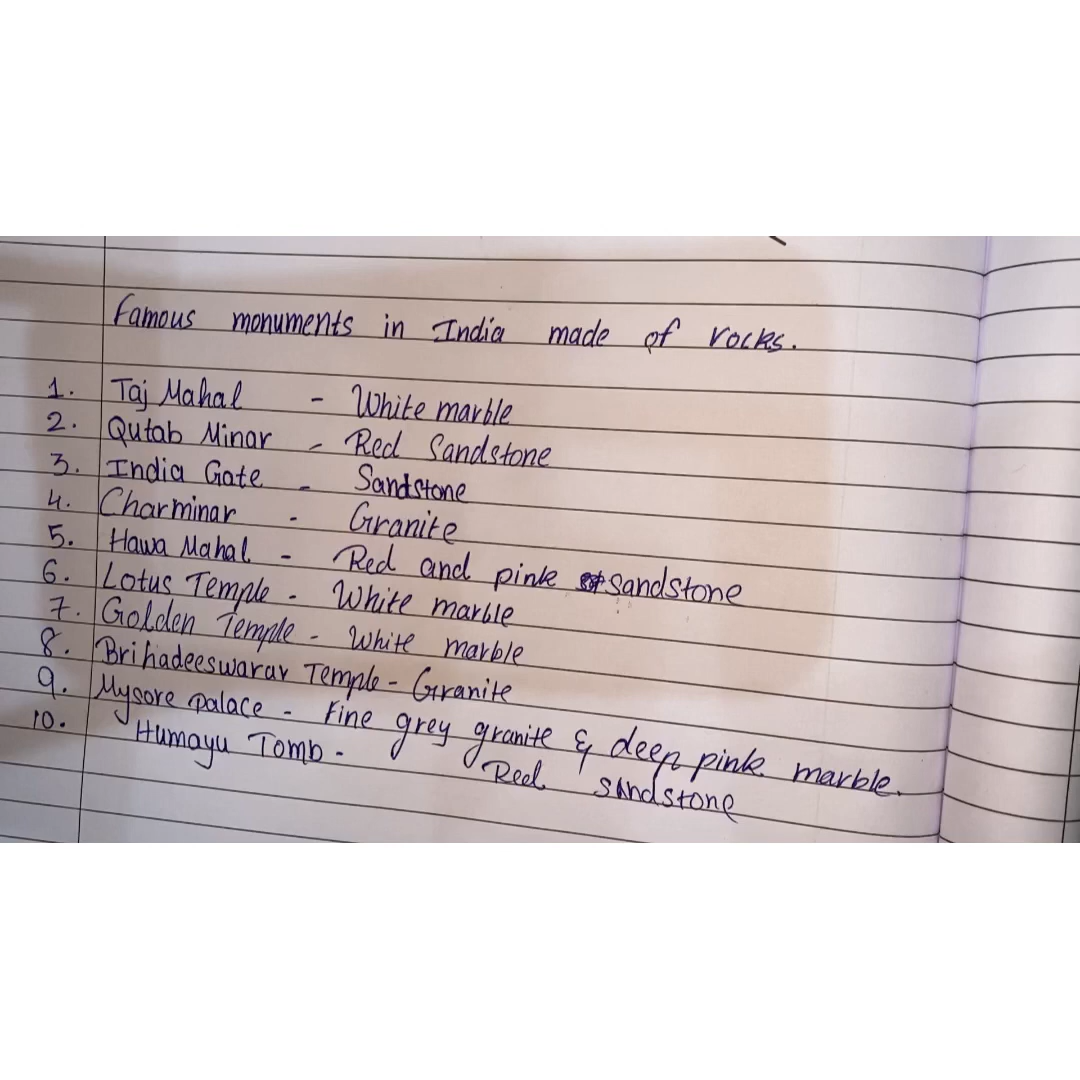 Famous monuments in India made of rocks.
1. Taj Mahal - White marble
2. Qutab Minar - Red Sandstone
3. India Gate - Sandstone
4. Charminar - Granite
5. Hawa Mahal - Red and pink sandstone
6. Lotus Temple - White marble
7. Golden Temple - White marble
8. Brihadeeswarar Temple - Granite
9. Mysore palace - Fine grey granite & deep pink marble.
10. Humayu Tomb - Red sandstone